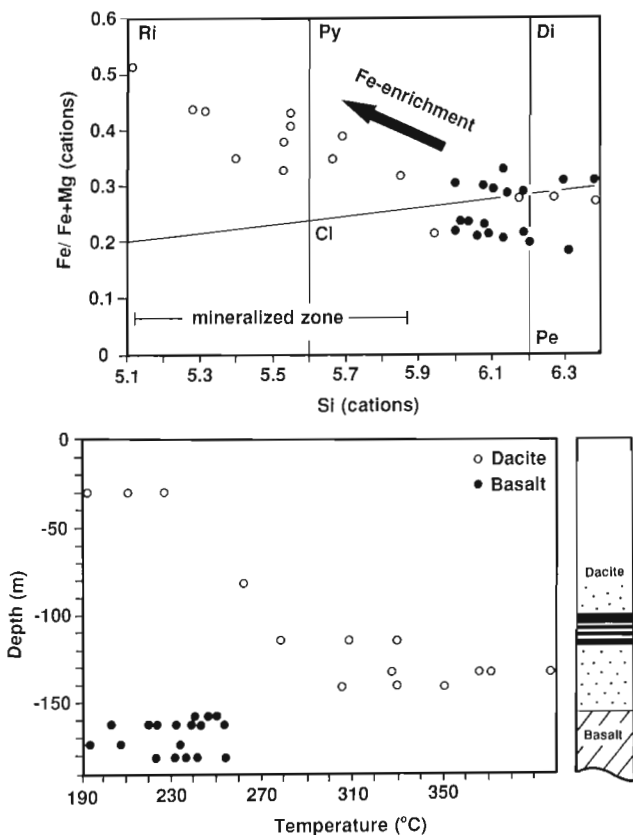 0.6
Ri
Py
Di
0.5
Fe-enrichment
0.4
Fe/ Fe+Mg (cations)
0.3
0.2
Cl
0.1
mineralized zone
Pe
0
5.1
5.3
5.5
5.7
5.9
6.1
6.3
Si (cations)
0
Dacite
Basalt
-50
Dacite
Depth (m)
-100
-150
Basalt
190
230
270
310
350
Temperature (°C)